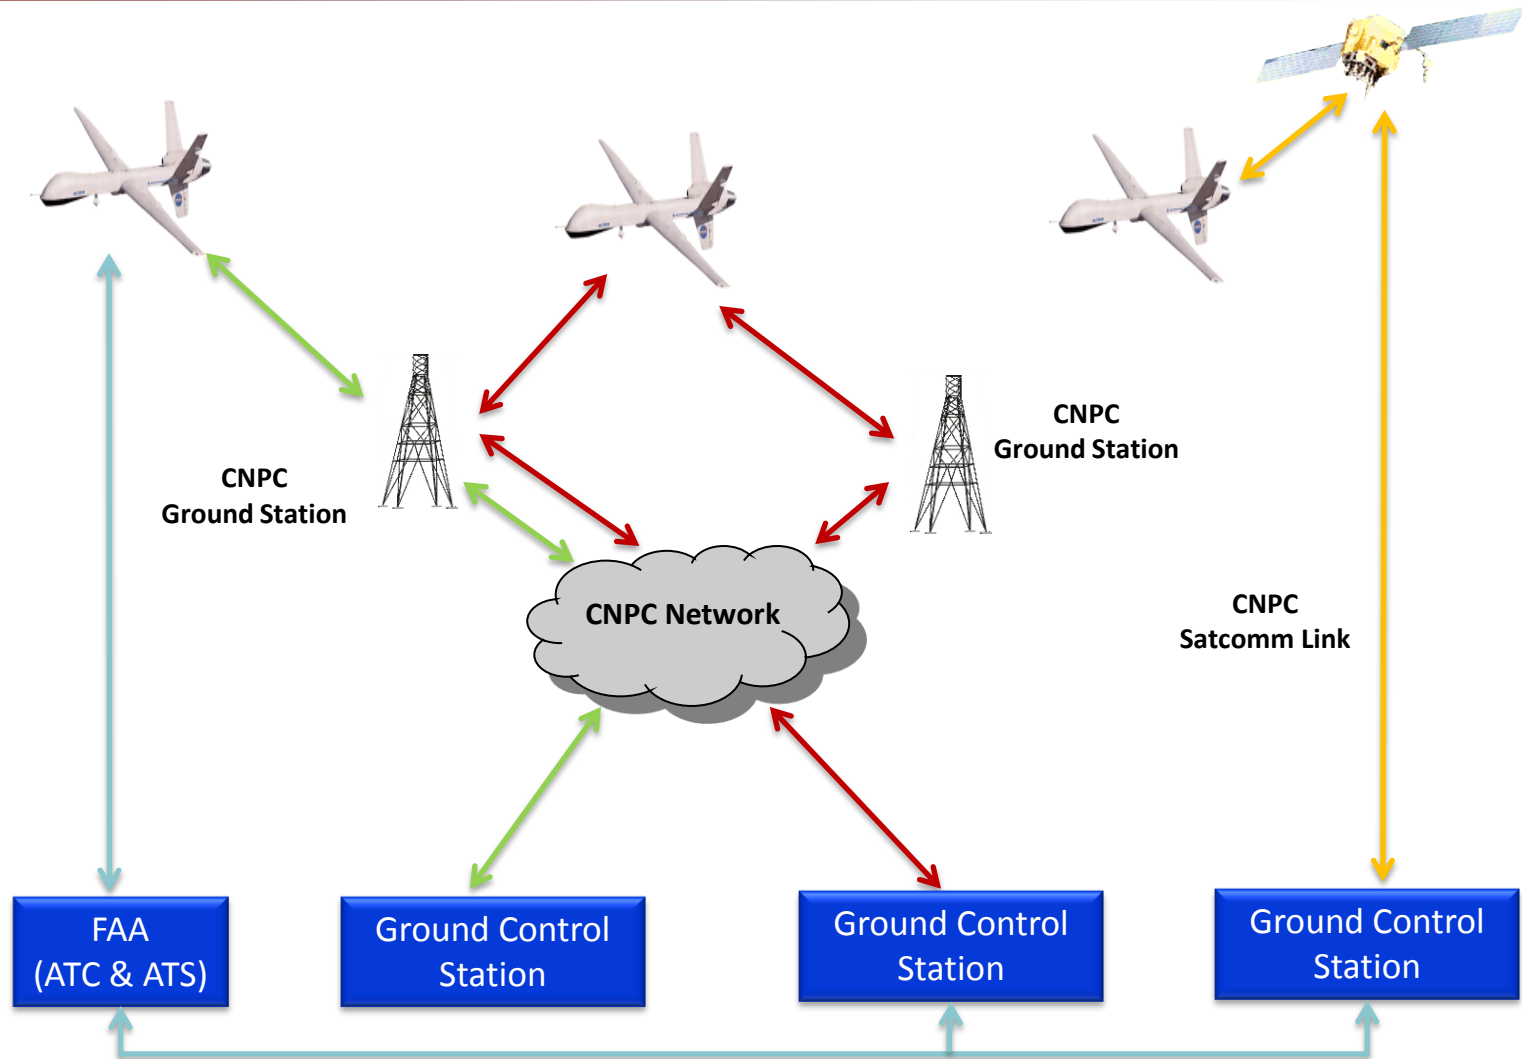 CNPC
Ground Station
CNPC
Ground Station
CNPC Network
CNPC
Satcomm Link
FAA
(ATC & ATS)
Ground Control
Station
Ground Control
Station
Ground Control
Station